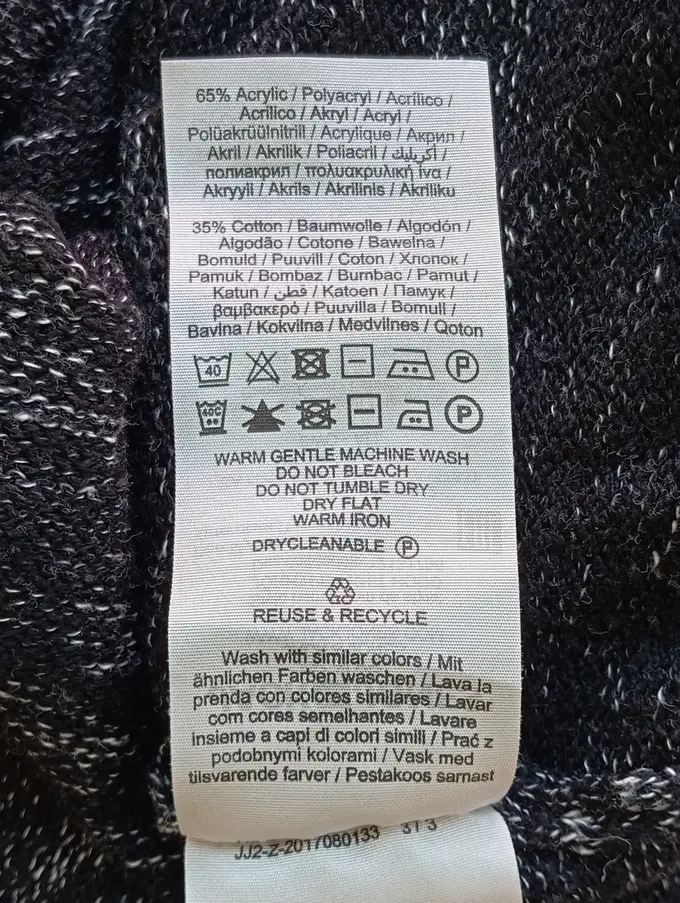 65% Acrylic / Polyacryl / Acrílico /
Acrílico / Akryl / Acryl /
Polüakrüülnitrill / Acrylique / Акрил /
Akril / Akrilik / Poliacril / أكريليك /
полиакрил / πολυακρυλική ίνα /
Akryyli / Akrils / Akrilinis / Akriliku
35% Cotton / Baumwolle / Algodón /
Algodão / Cotone / Bawełna /
Bomuld / Puuvill / Coton / Хлопок /
Pamuk / Bombaz / Bumbac / Pamut /
Katun / قطن / Katoen / Памук /
βαμβακερό / Puuvilla / Bomull /
Bavlna / Kokvilna / Medvilnes / Qoton
40 P
40C P
WARM GENTLE MACHINE WASH
DO NOT BLEACH
DO NOT TUMBLE DRY
DRY FLAT
WARM IRON
DRYCLEANABLE P
REUSE & RECYCLE
Wash with similar colors / Mit
ähnlichen Farben waschen / Lava la
prenda con colores similares / Lavar
com cores semelhantes / Lavare
insieme a capi di colori simili / Prać z
podobnymi kolorami / Vask med
tilsvarende farver / Pestakoos sarnast
JJ2-Z-2017080133 3 / 3